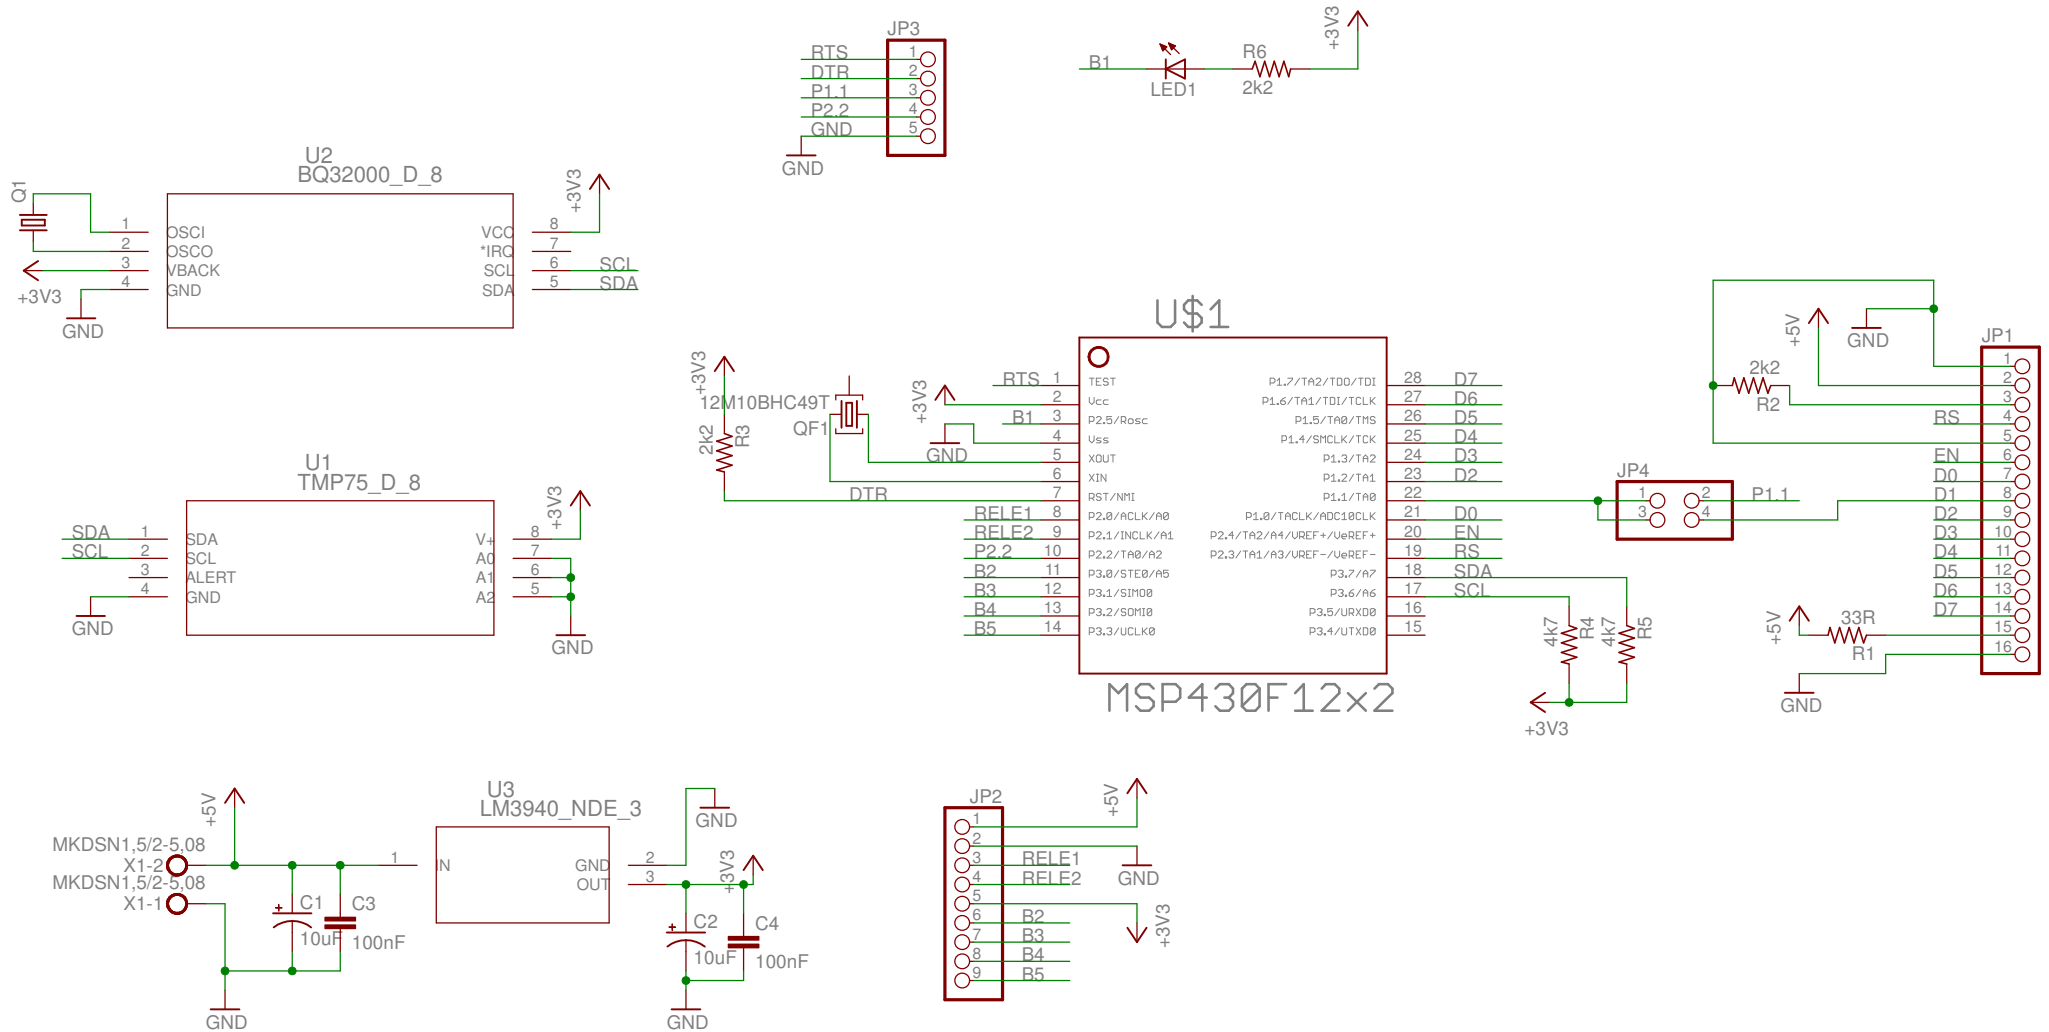 JP3
RTS 1
DTR 2
P1.1 3
P2.2 4
GND 5
GND
B1
LED1
R6
2k2
+3V3
U2
BQ32000_D_8
Q1
1 OSCI
2 OSCO
3 VBACK
4 GND
VCC 8
*IRQ 7
SCL 6 SCL
SDA 5 SDA
+3V3
+3V3
GND
U1
TMP75_D_8
SDA 1 SDA
SCL 2 SCL
3 ALERT
4 GND
V+ 8
A0 7
A1 6
A2 5
+3V3
GND
GND
U$1
MSP430F12x2
RTS 1 TEST
2 Vcc
B1 3 P2.5/Rosc
4 Vss
5 XOUT
6 XIN
DTR 7 RST/NMI
RELE1 8 P2.0/ACLK/A0
RELE2 9 P2.1/INCLK/A1
P2.2 10 P2.2/TA0/A2
B2 11 P3.0/STE0/A5
B3 12 P3.1/SIMO0
B4 13 P3.2/SOMI0
B5 14 P3.3/UCLK0
P1.7/TA2/TDO/TDI 28 D7
P1.6/TA1/TDI/TCLK 27 D6
P1.5/TA0/TMS 26 D5
P1.4/SMCLK/TCK 25 D4
P1.3/TA2 24 D3
P1.2/TA1 23 D2
P1.1/TA0 22
P1.0/TACLK/ADC10CLK 21 D0
P2.4/TA2/A4/VREF+/VeREF+ 20 EN
P2.3/TA1/A3/VREF-/VeREF- 19 RS
P3.7/A7 18 SDA
P3.6/A6 17 SCL
P3.5/URXD0 16
P3.4/UTXD0 15
+3V3
12M10BHC49T
QF1
2k2
R3
+3V3
GND
4k7
R4
4k7
R5
+3V3
JP4
1 2 P1.1
3 4
+5V
GND
2k2
R2
JP1
1
2
3
RS 4
5
EN 6
D0 7
D1 8
D2 9
D3 10
D4 11
D5 12
D6 13
D7 14
15
16
+5V
33R
R1
GND
+5V
MKDSN1,5/2-5,08
X1-2
MKDSN1,5/2-5,08
X1-1
C1
10uF
C3
100nF
GND
U3
LM3940_NDE_3
1 IN
GND 2
OUT 3
GND
+3V3
C2
10uF
C4
100nF
GND
JP2
1
2
3 RELE1
4 RELE2
5
6 B2
7 B3
8 B4
9 B5
+5V
GND
+3V3